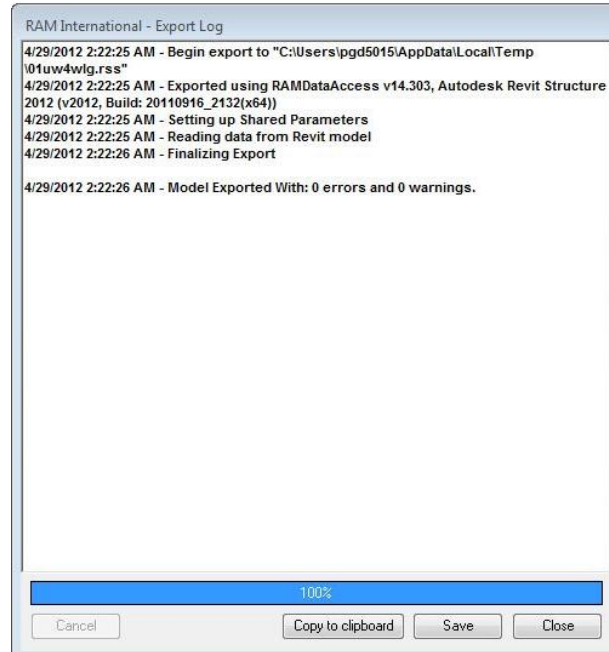 RAM International - Export Log
4/29/2012 2:22:25 AM - Begin export to "C:\Users\pgd5015\AppData\Local\Temp
\01uw4wlg.rss"
4/29/2012 2:22:25 AM - Exported using RAMDataAccess v14.303, Autodesk Revit Structure
2012 (v2012, Build: 20110916_2132(x64))
4/29/2012 2:22:25 AM - Setting up Shared Parameters
4/29/2012 2:22:25 AM - Reading data from Revit model
4/29/2012 2:22:26 AM - Finalizing Export
4/29/2012 2:22:26 AM - Model Exported With: 0 errors and 0 warnings.
100%
Cancel Copy to clipboard Save Close